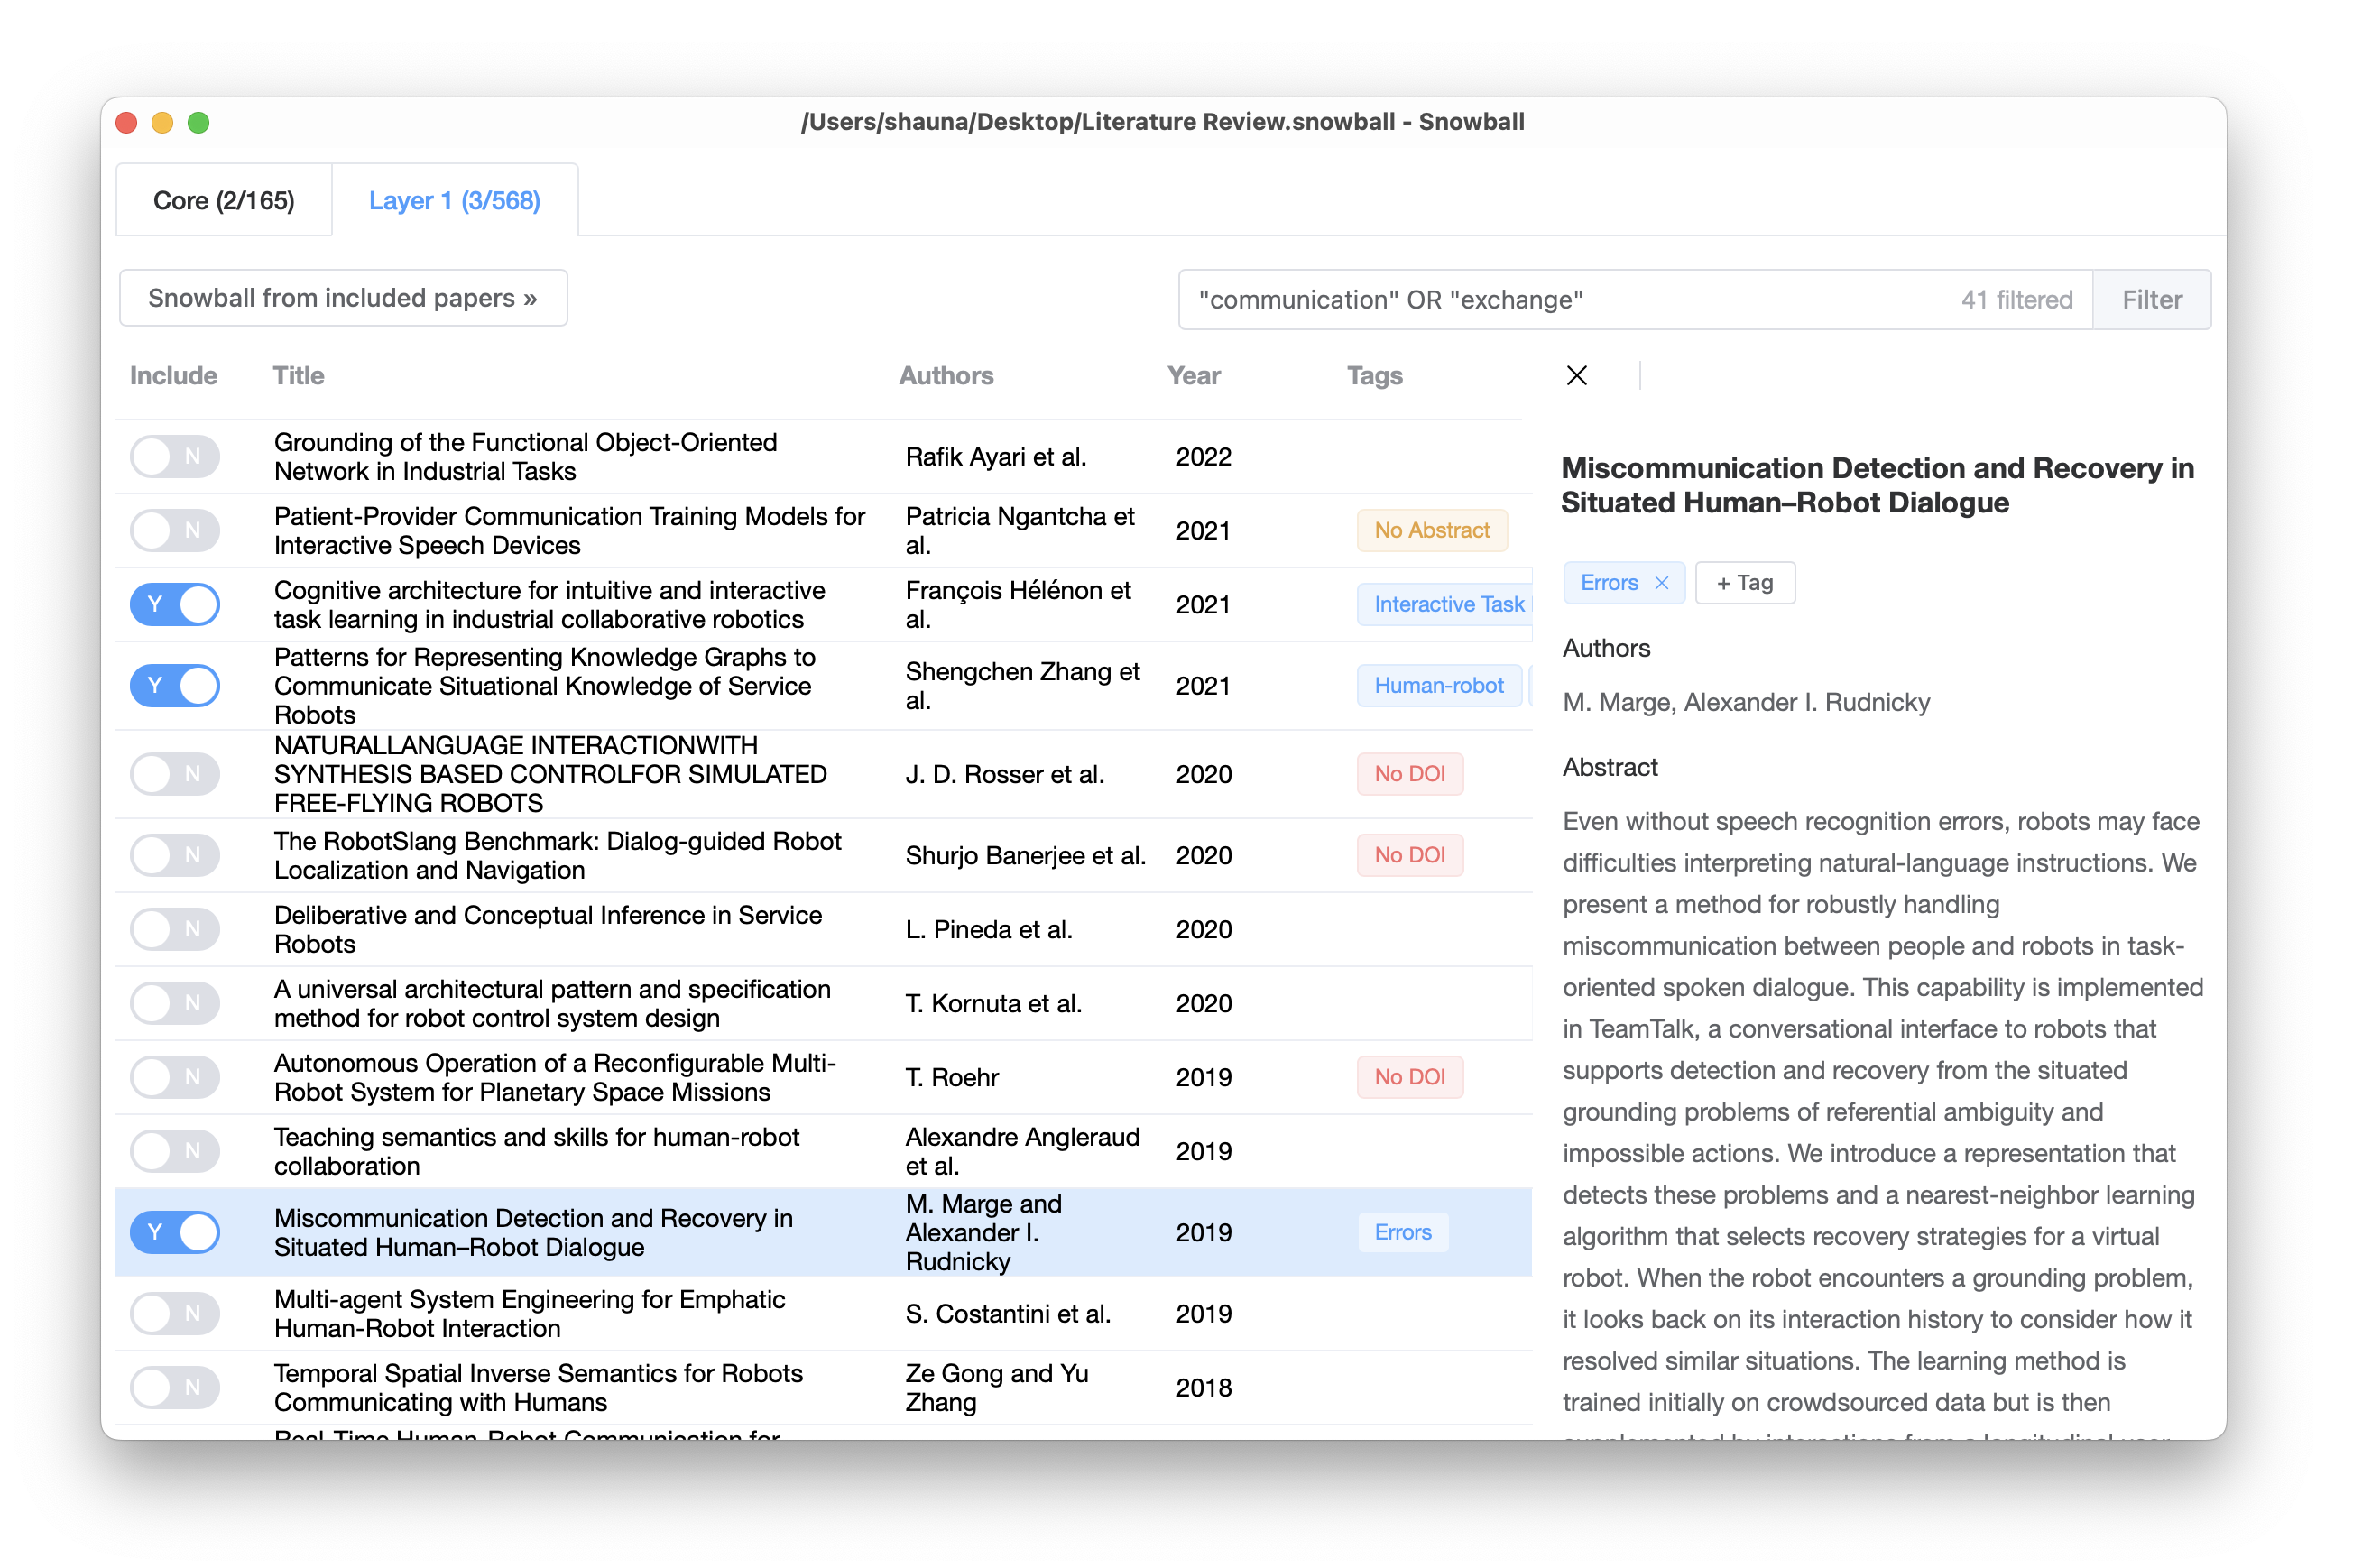 /Users/shauna/Desktop/Literature Review.snowball - Snowball
Core (2/165)
Layer 1 (3/568)
Snowball from included papers »
"communication" OR "exchange"
41 filtered
Filter
Include
Title
Authors
Year
Tags
N
Grounding of the Functional Object-Oriented
Network in Industrial Tasks
Rafik Ayari et al.
2022
N
Patient-Provider Communication Training Models for
Interactive Speech Devices
Patricia Ngantcha et
al.
2021
No Abstract
Y
Cognitive architecture for intuitive and interactive
task learning in industrial collaborative robotics
François Hélénon et
al.
2021
Interactive Task
Y
Patterns for Representing Knowledge Graphs to
Communicate Situational Knowledge of Service
Robots
Shengchen Zhang et
al.
2021
Human-robot
N
NATURALLANGUAGE INTERACTIONWITH
SYNTHESIS BASED CONTROLFOR SIMULATED
FREE-FLYING ROBOTS
J. D. Rosser et al.
2020
No DOI
N
The RobotSlang Benchmark: Dialog-guided Robot
Localization and Navigation
Shurjo Banerjee et al.
2020
No DOI
N
Deliberative and Conceptual Inference in Service
Robots
L. Pineda et al.
2020
N
A universal architectural pattern and specification
method for robot control system design
T. Kornuta et al.
2020
N
Autonomous Operation of a Reconfigurable Multi-
Robot System for Planetary Space Missions
T. Roehr
2019
No DOI
N
Teaching semantics and skills for human-robot
collaboration
Alexandre Angleraud
et al.
2019
Y
Miscommunication Detection and Recovery in
Situated Human–Robot Dialogue
M. Marge and
Alexander I.
Rudnicky
2019
Errors
N
Multi-agent System Engineering for Emphatic
Human-Robot Interaction
S. Costantini et al.
2019
N
Temporal Spatial Inverse Semantics for Robots
Communicating with Humans
Ze Gong and Yu
Zhang
2018
Real-Time Human-Robot Communication for
Miscommunication Detection and Recovery in
Situated Human–Robot Dialogue
Errors
+ Tag
Authors
M. Marge, Alexander I. Rudnicky
Abstract
Even without speech recognition errors, robots may face
difficulties interpreting natural-language instructions. We
present a method for robustly handling
miscommunication between people and robots in task-
oriented spoken dialogue. This capability is implemented
in TeamTalk, a conversational interface to robots that
supports detection and recovery from the situated
grounding problems of referential ambiguity and
impossible actions. We introduce a representation that
detects these problems and a nearest-neighbor learning
algorithm that selects recovery strategies for a virtual
robot. When the robot encounters a grounding problem,
it looks back on its interaction history to consider how it
resolved similar situations. The learning method is
trained initially on crowdsourced data but is then
supplemented by interactions from a longitudinal user